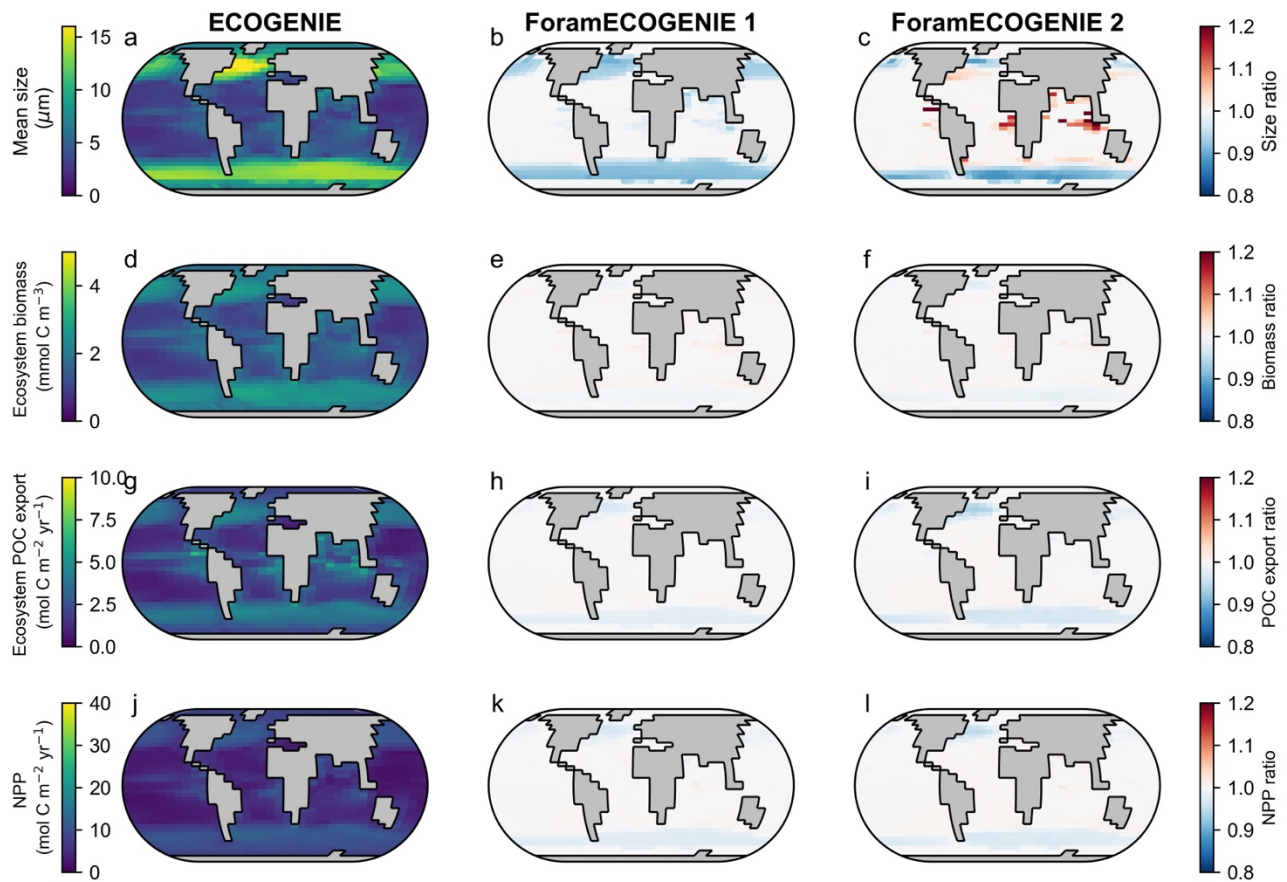 ECOGENIE
ForamECOGENIE 1
ForamECOGENIE 2
Mean size
(μm)
15
10
5
0
a
b
c
1.2
1.1
1.0
0.9
0.8
Size ratio
Ecosystem biomass
(mmol C m⁻³)
4
2
0
d
e
f
1.2
1.1
1.0
0.9
0.8
Biomass ratio
Ecosystem POC export
(mol C m⁻² yr⁻¹)
10.0
7.5
5.0
2.5
0.0
g
h
i
1.2
1.1
1.0
0.9
0.8
POC export ratio
NPP
(mol C m⁻² yr⁻¹)
40
30
20
10
0
j
k
l
1.2
1.1
1.0
0.9
0.8
NPP ratio